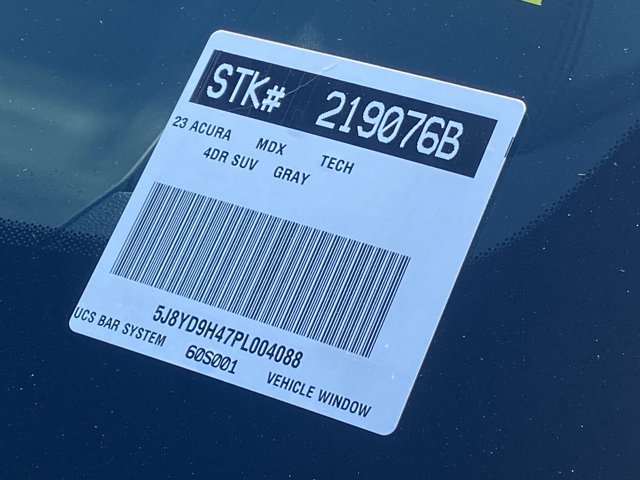 STK# 219076B
23 ACURA MDX TECH
4DR SUV GRAY
5J8YD9H47PL004088
UCS BAR SYSTEM 60S001 VEHICLE WINDOW